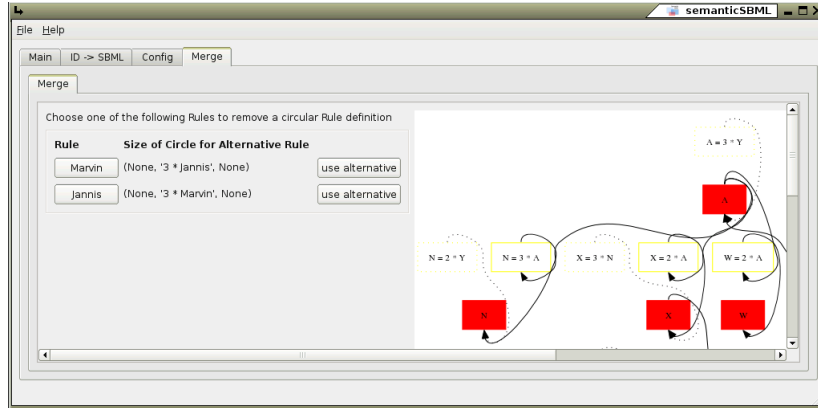 semanticSBML
File Help
Main ID -> SBML Config Merge
Merge
Choose one of the following Rules to remove a circular Rule definition
Rule Size of Circle for Alternative Rule
Marvin (None, '3 * Jannis', None) use alternative
Jannis (None, '3 * Marvin', None) use alternative
A = 3 * Y
A
N = 2 * Y N = 3 * A X = 3 * N X = 2 * A W = 2 * A
N X W